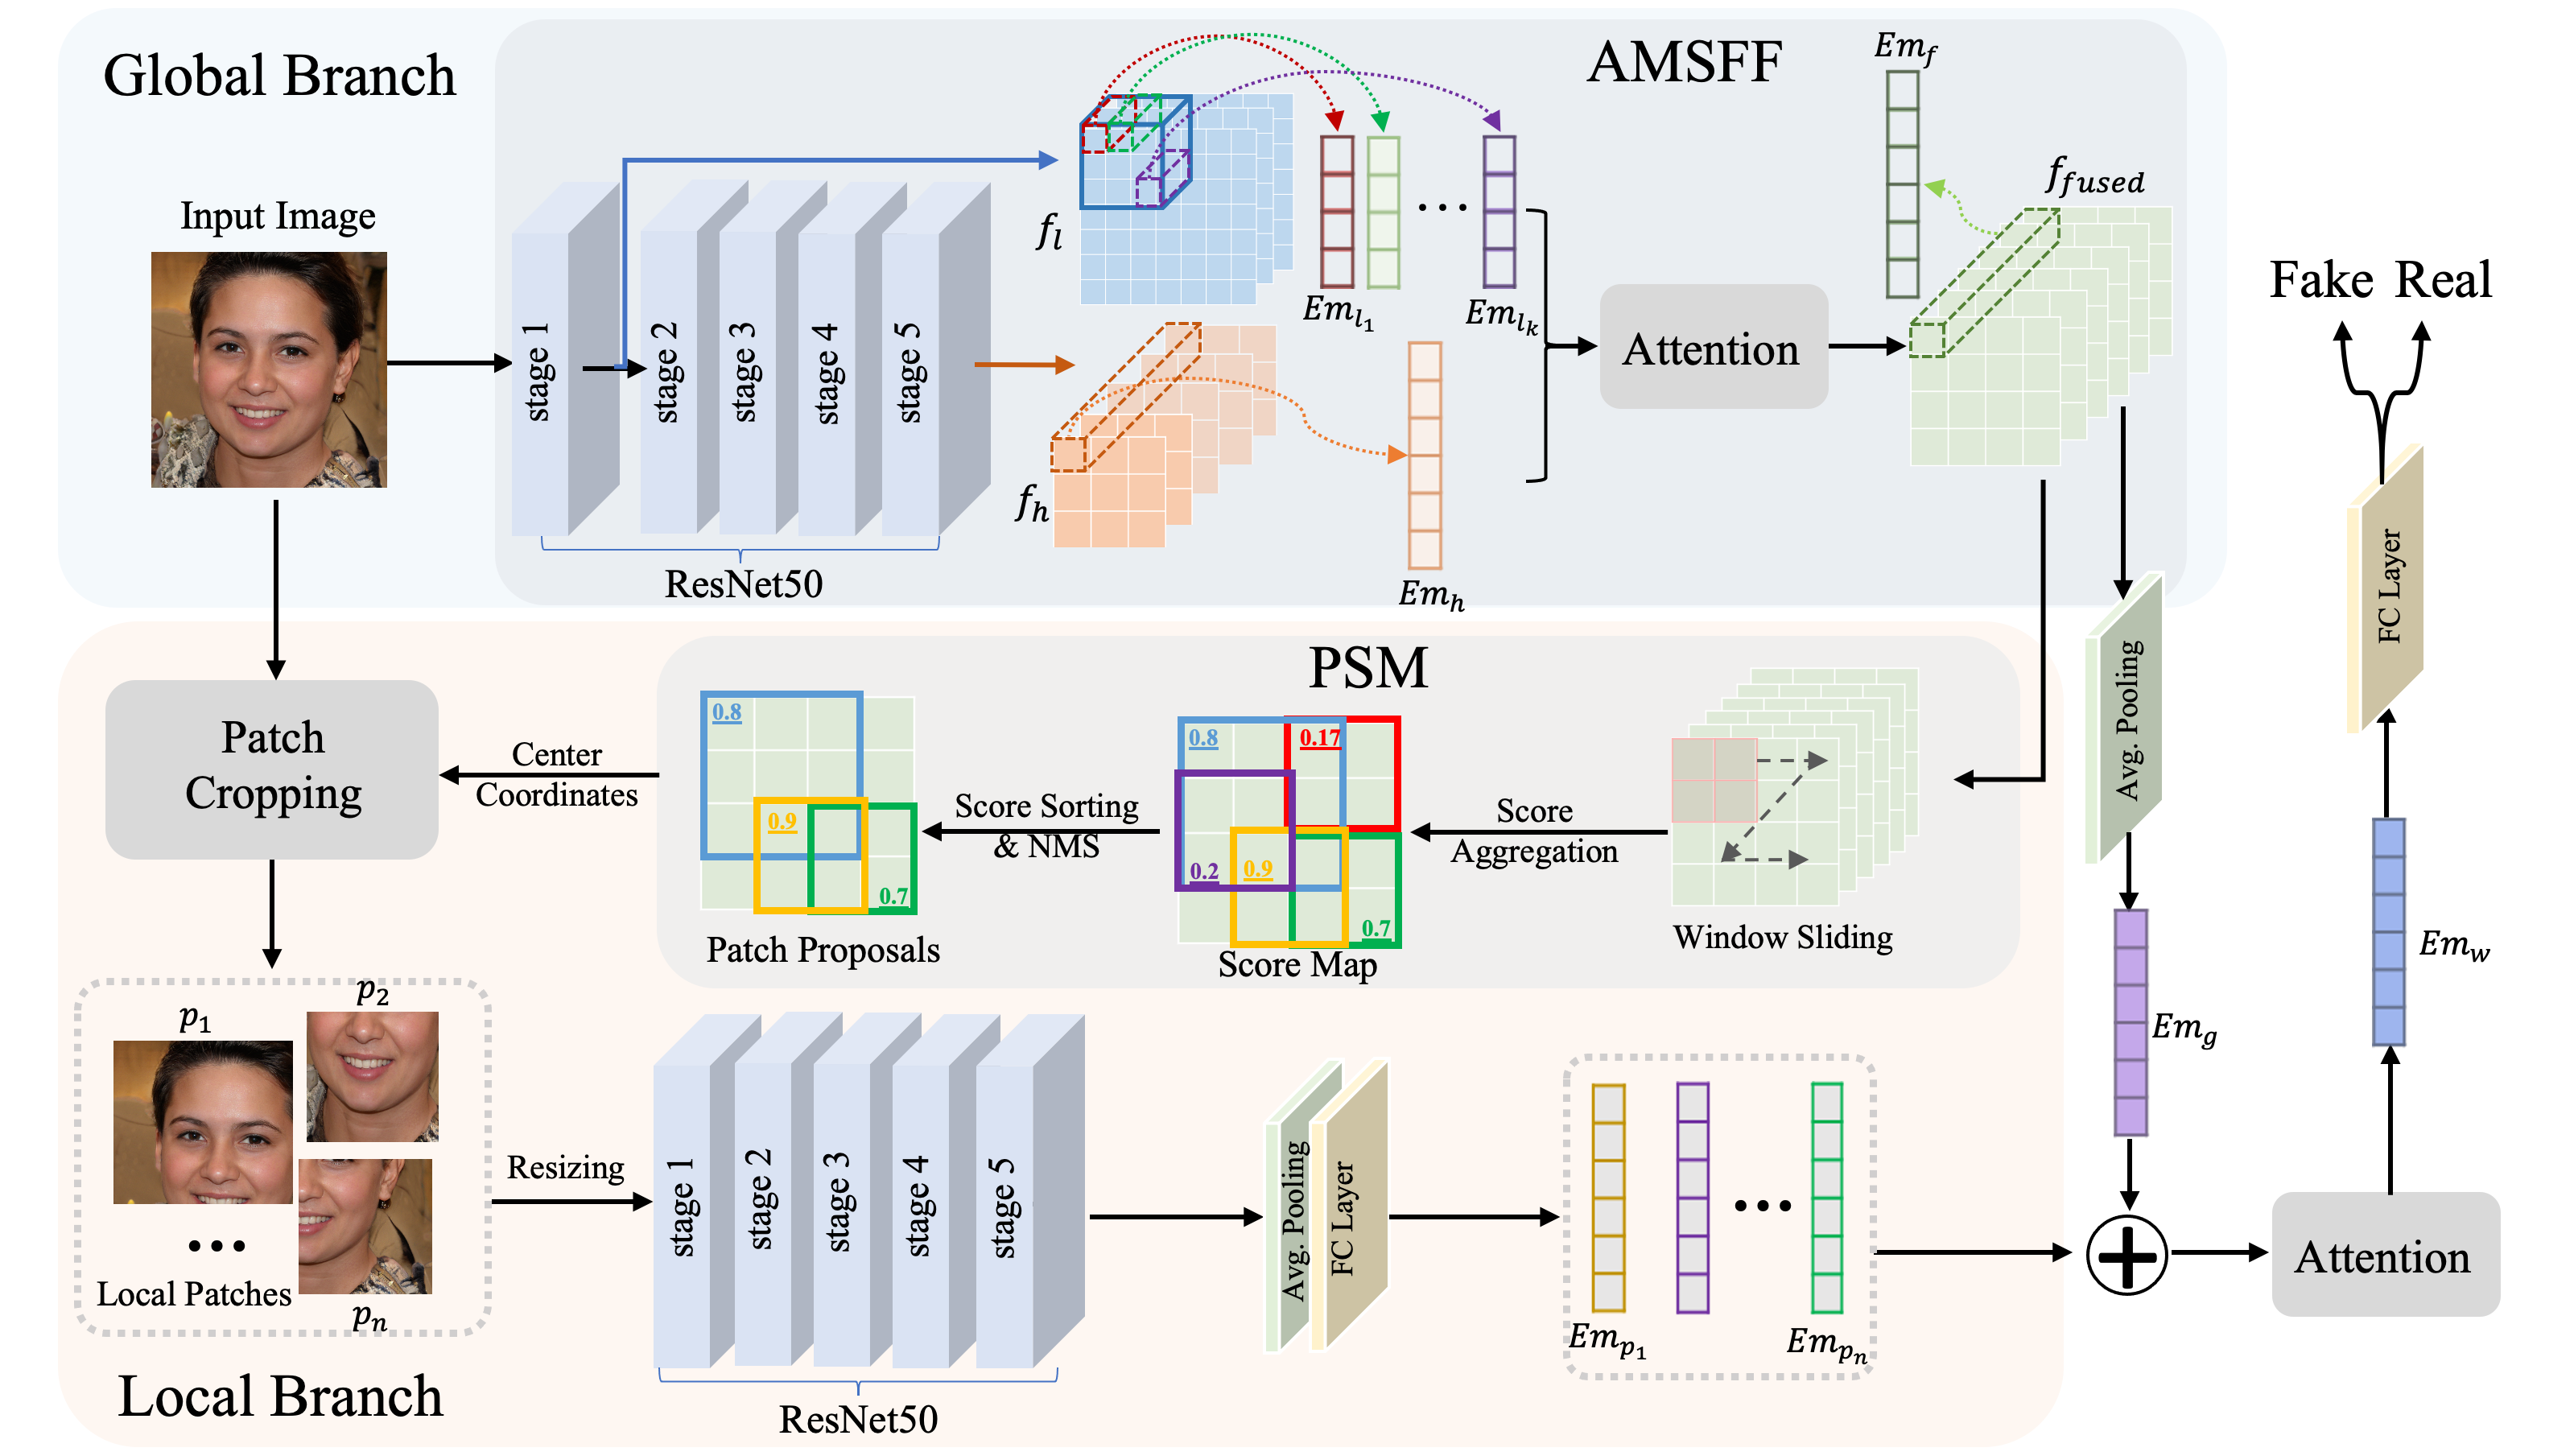 Global Branch
AMSFF
Em_f
f_fused
Input Image
f_l
Em_{l_1}
...
Em_{l_k}
stage 1
stage 2
stage 3
stage 4
stage 5
ResNet50
f_h
Em_h
Attention
Fake Real
FC Layer
Avg. Pooling
PSM
Patch
Cropping
Center
Coordinates
0.8
0.9
0.7
Patch Proposals
Score Sorting
& NMS
0.8
0.17
0.2
0.9
0.7
Score Map
Score
Aggregation
Window Sliding
Em_g
Em_w
p_1
p_2
...
Local Patches
p_n
Resizing
stage 1
stage 2
stage 3
stage 4
stage 5
ResNet50
Avg. Pooling
FC Layer
Em_{p_1}
...
Em_{p_n}
+
Attention
Local Branch